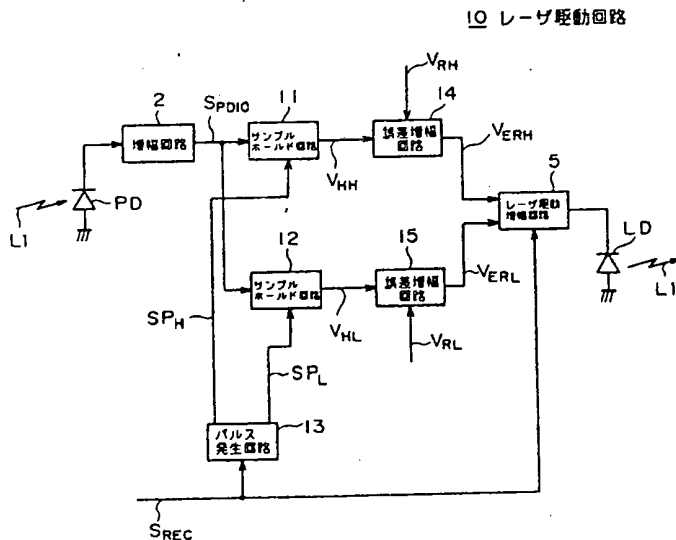 10 レーザ駆動回路
VRH
2
SPD10
11
14
増幅回路
サンプル
ホールド回路
誤差増幅
回路
VERH
VHH
5
PD
L1
レーザ駆動
増幅回路
LD
12
15
サンプル
ホールド回路
誤差増幅
回路
VERL
L1
SPH
VHL
SPL
VRL
パルス
発生回路
13
SREC